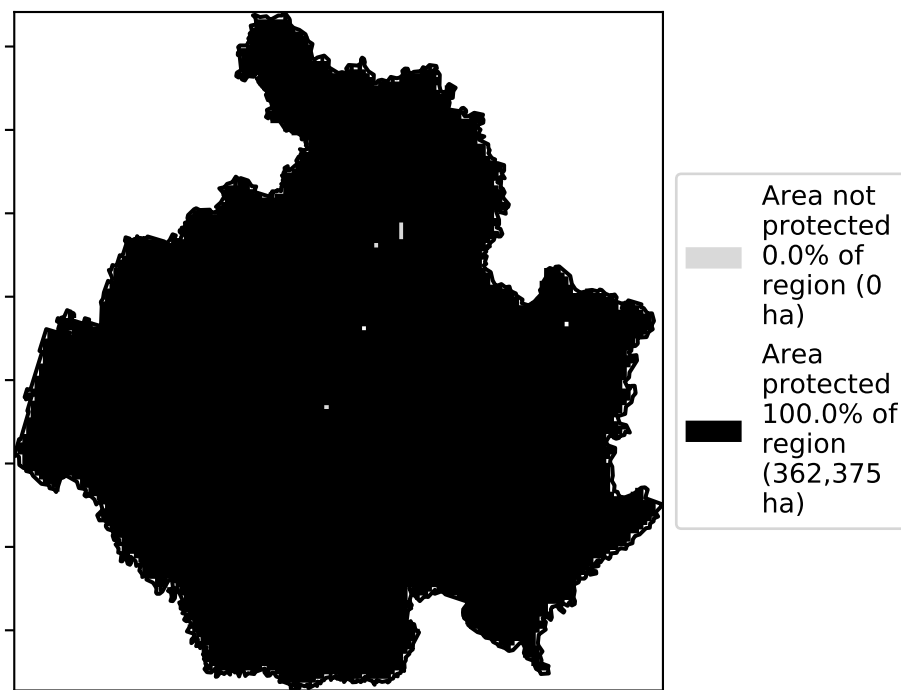 Area not
protected
0.0% of
region (0
ha)
Area
protected
100.0% of
region
(362,375
ha)